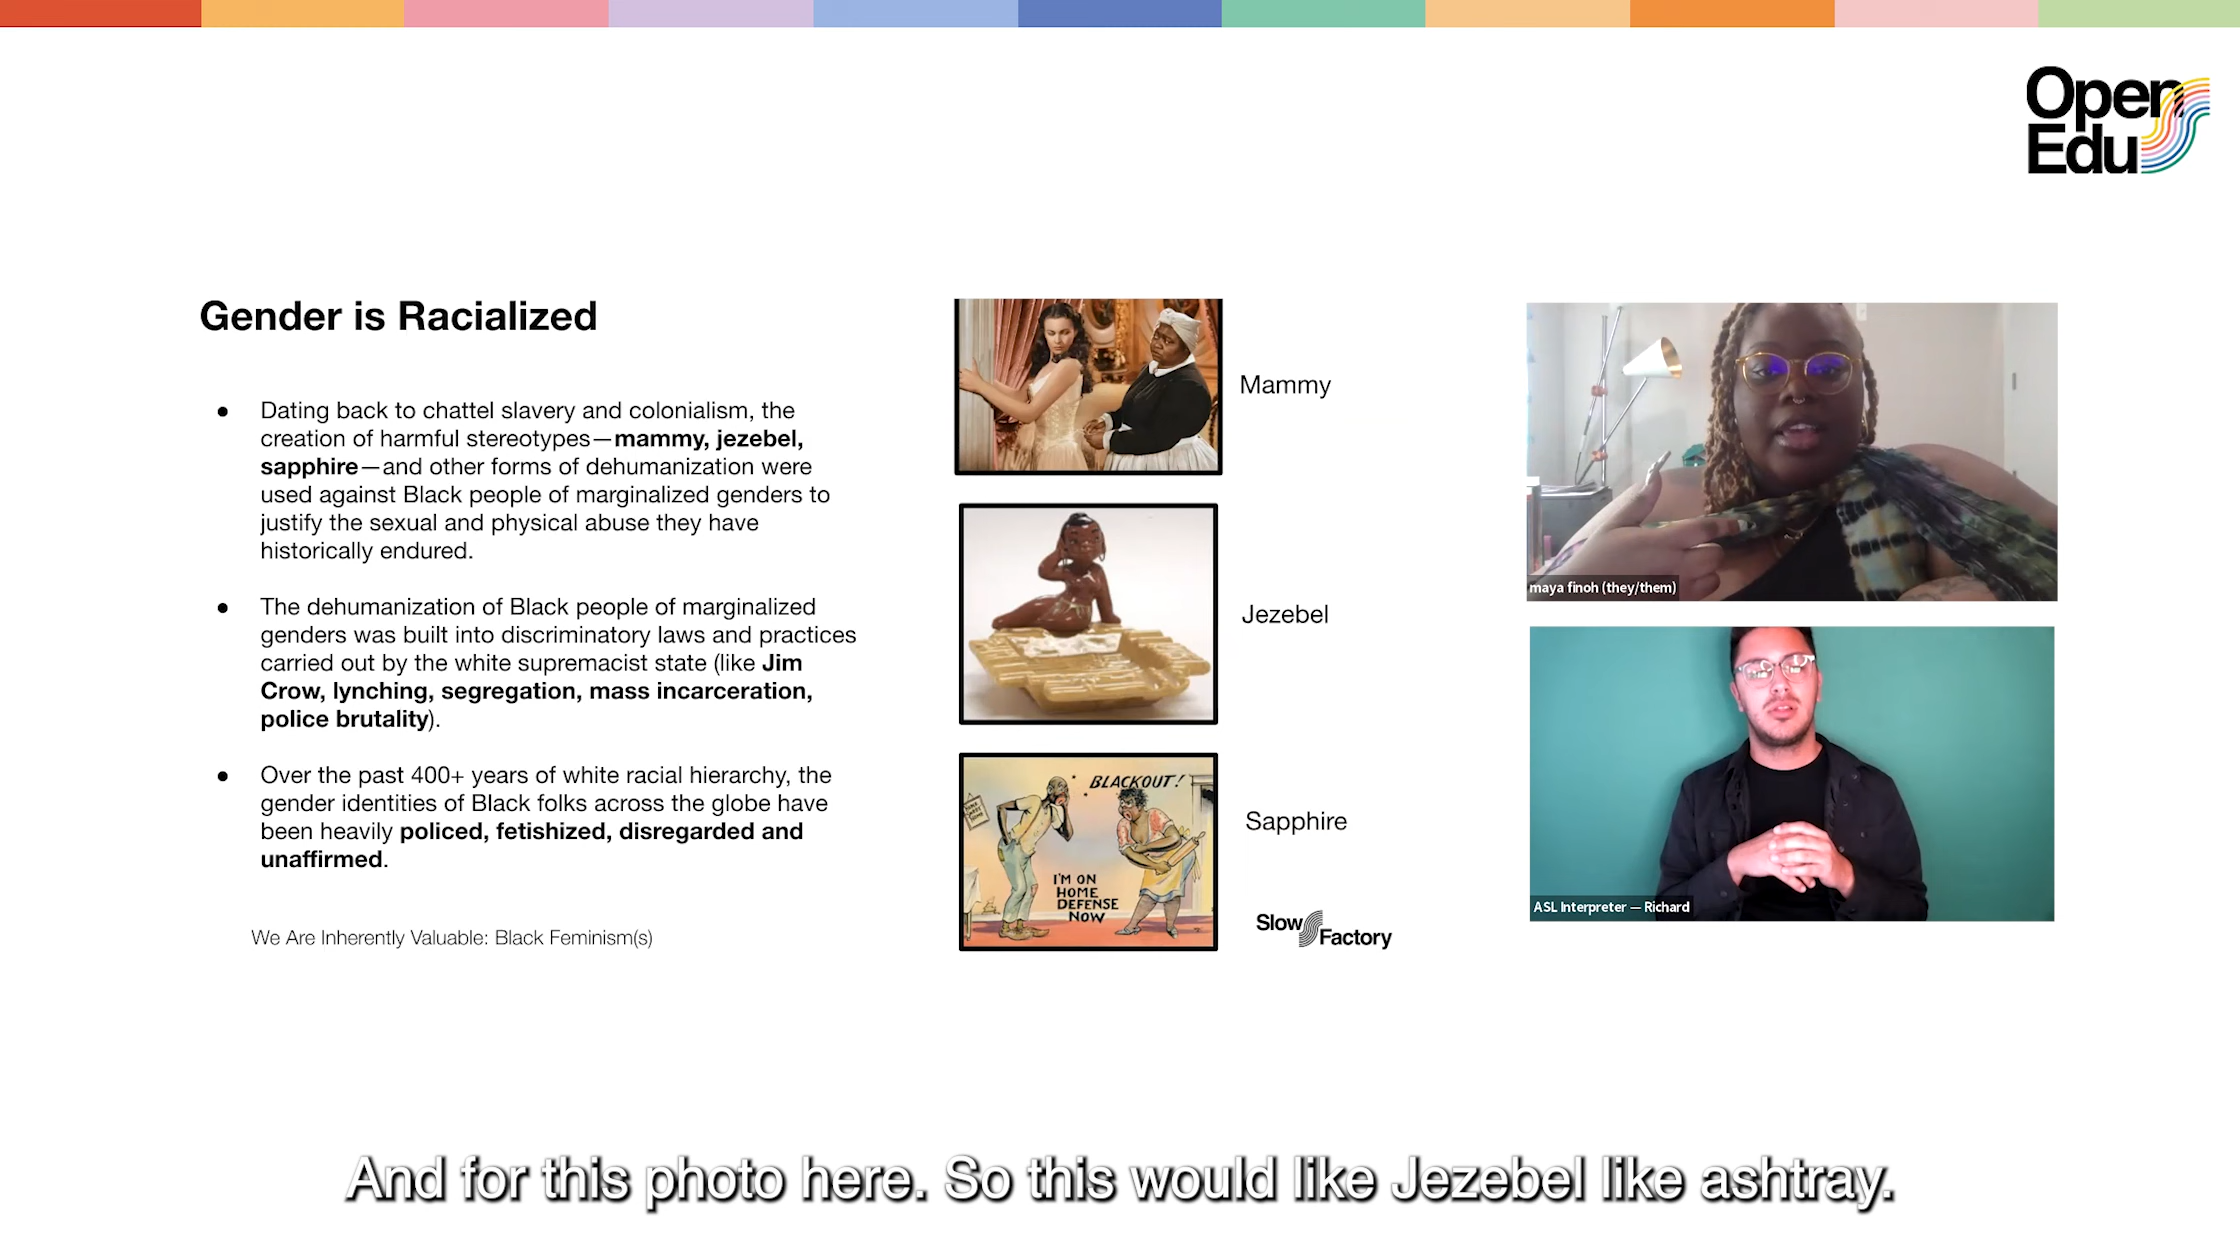 Open
Edu
Gender is Racialized
● Dating back to chattel slavery and colonialism, the
creation of harmful stereotypes—mammy, jezebel,
sapphire—and other forms of dehumanization were
used against Black people of marginalized genders to
justify the sexual and physical abuse they have
historically endured.
● The dehumanization of Black people of marginalized
genders was built into discriminatory laws and practices
carried out by the white supremacist state (like Jim
Crow, lynching, segregation, mass incarceration,
police brutality).
● Over the past 400+ years of white racial hierarchy, the
gender identities of Black folks across the globe have
been heavily policed, fetishized, disregarded and
unaffirmed.
We Are Inherently Valuable: Black Feminism(s)
Mammy
Jezebel
BLACKOUT!
I'M ON
HOME
DEFENSE
NOW
Sapphire
Slow
Factory
maya finoh (they/them)
ASL Interpreter — Richard
And for this photo here. So this would like Jezebel like ashtray.